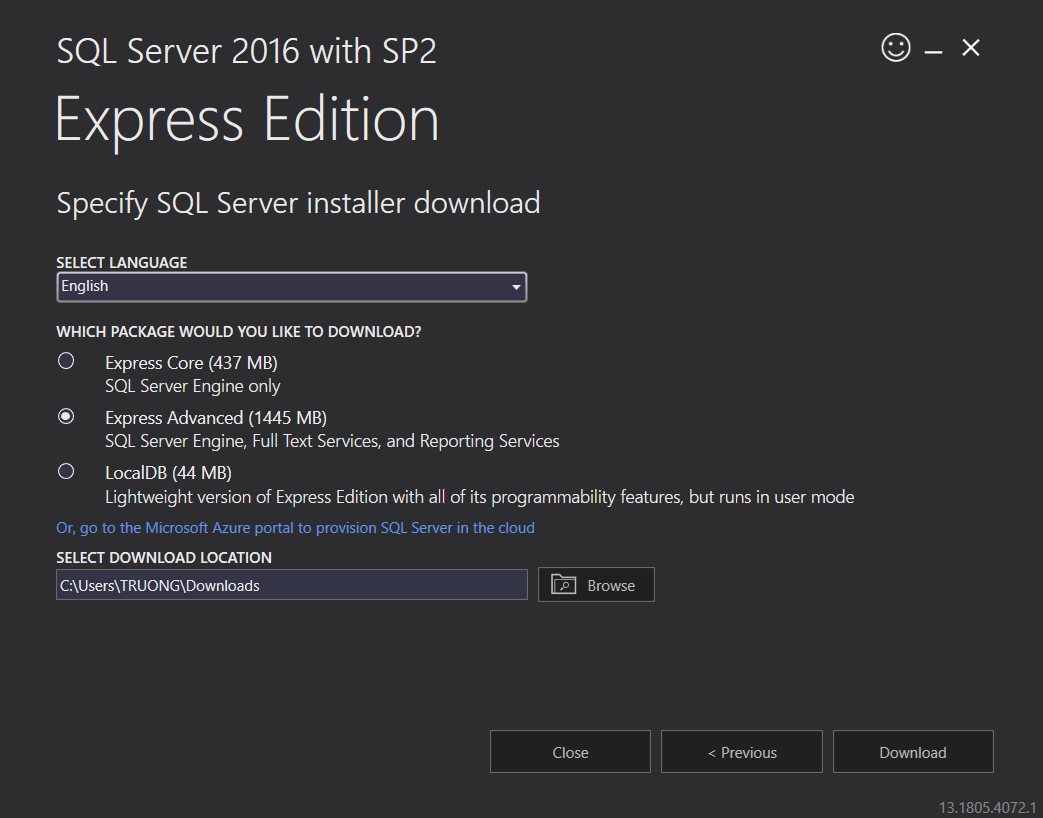 SQL Server 2016 with SP2
Express Edition
Specify SQL Server installer download
SELECT LANGUAGE
English
WHICH PACKAGE WOULD YOU LIKE TO DOWNLOAD?
Express Core (437 MB)
SQL Server Engine only
Express Advanced (1445 MB)
SQL Server Engine, Full Text Services, and Reporting Services
LocalDB (44 MB)
Lightweight version of Express Edition with all of its programmability features, but runs in user mode
Or, go to the Microsoft Azure portal to provision SQL Server in the cloud
SELECT DOWNLOAD LOCATION
C:\Users\TRUONG\Downloads
Browse
Close
< Previous
Download
13.1805.4072.1